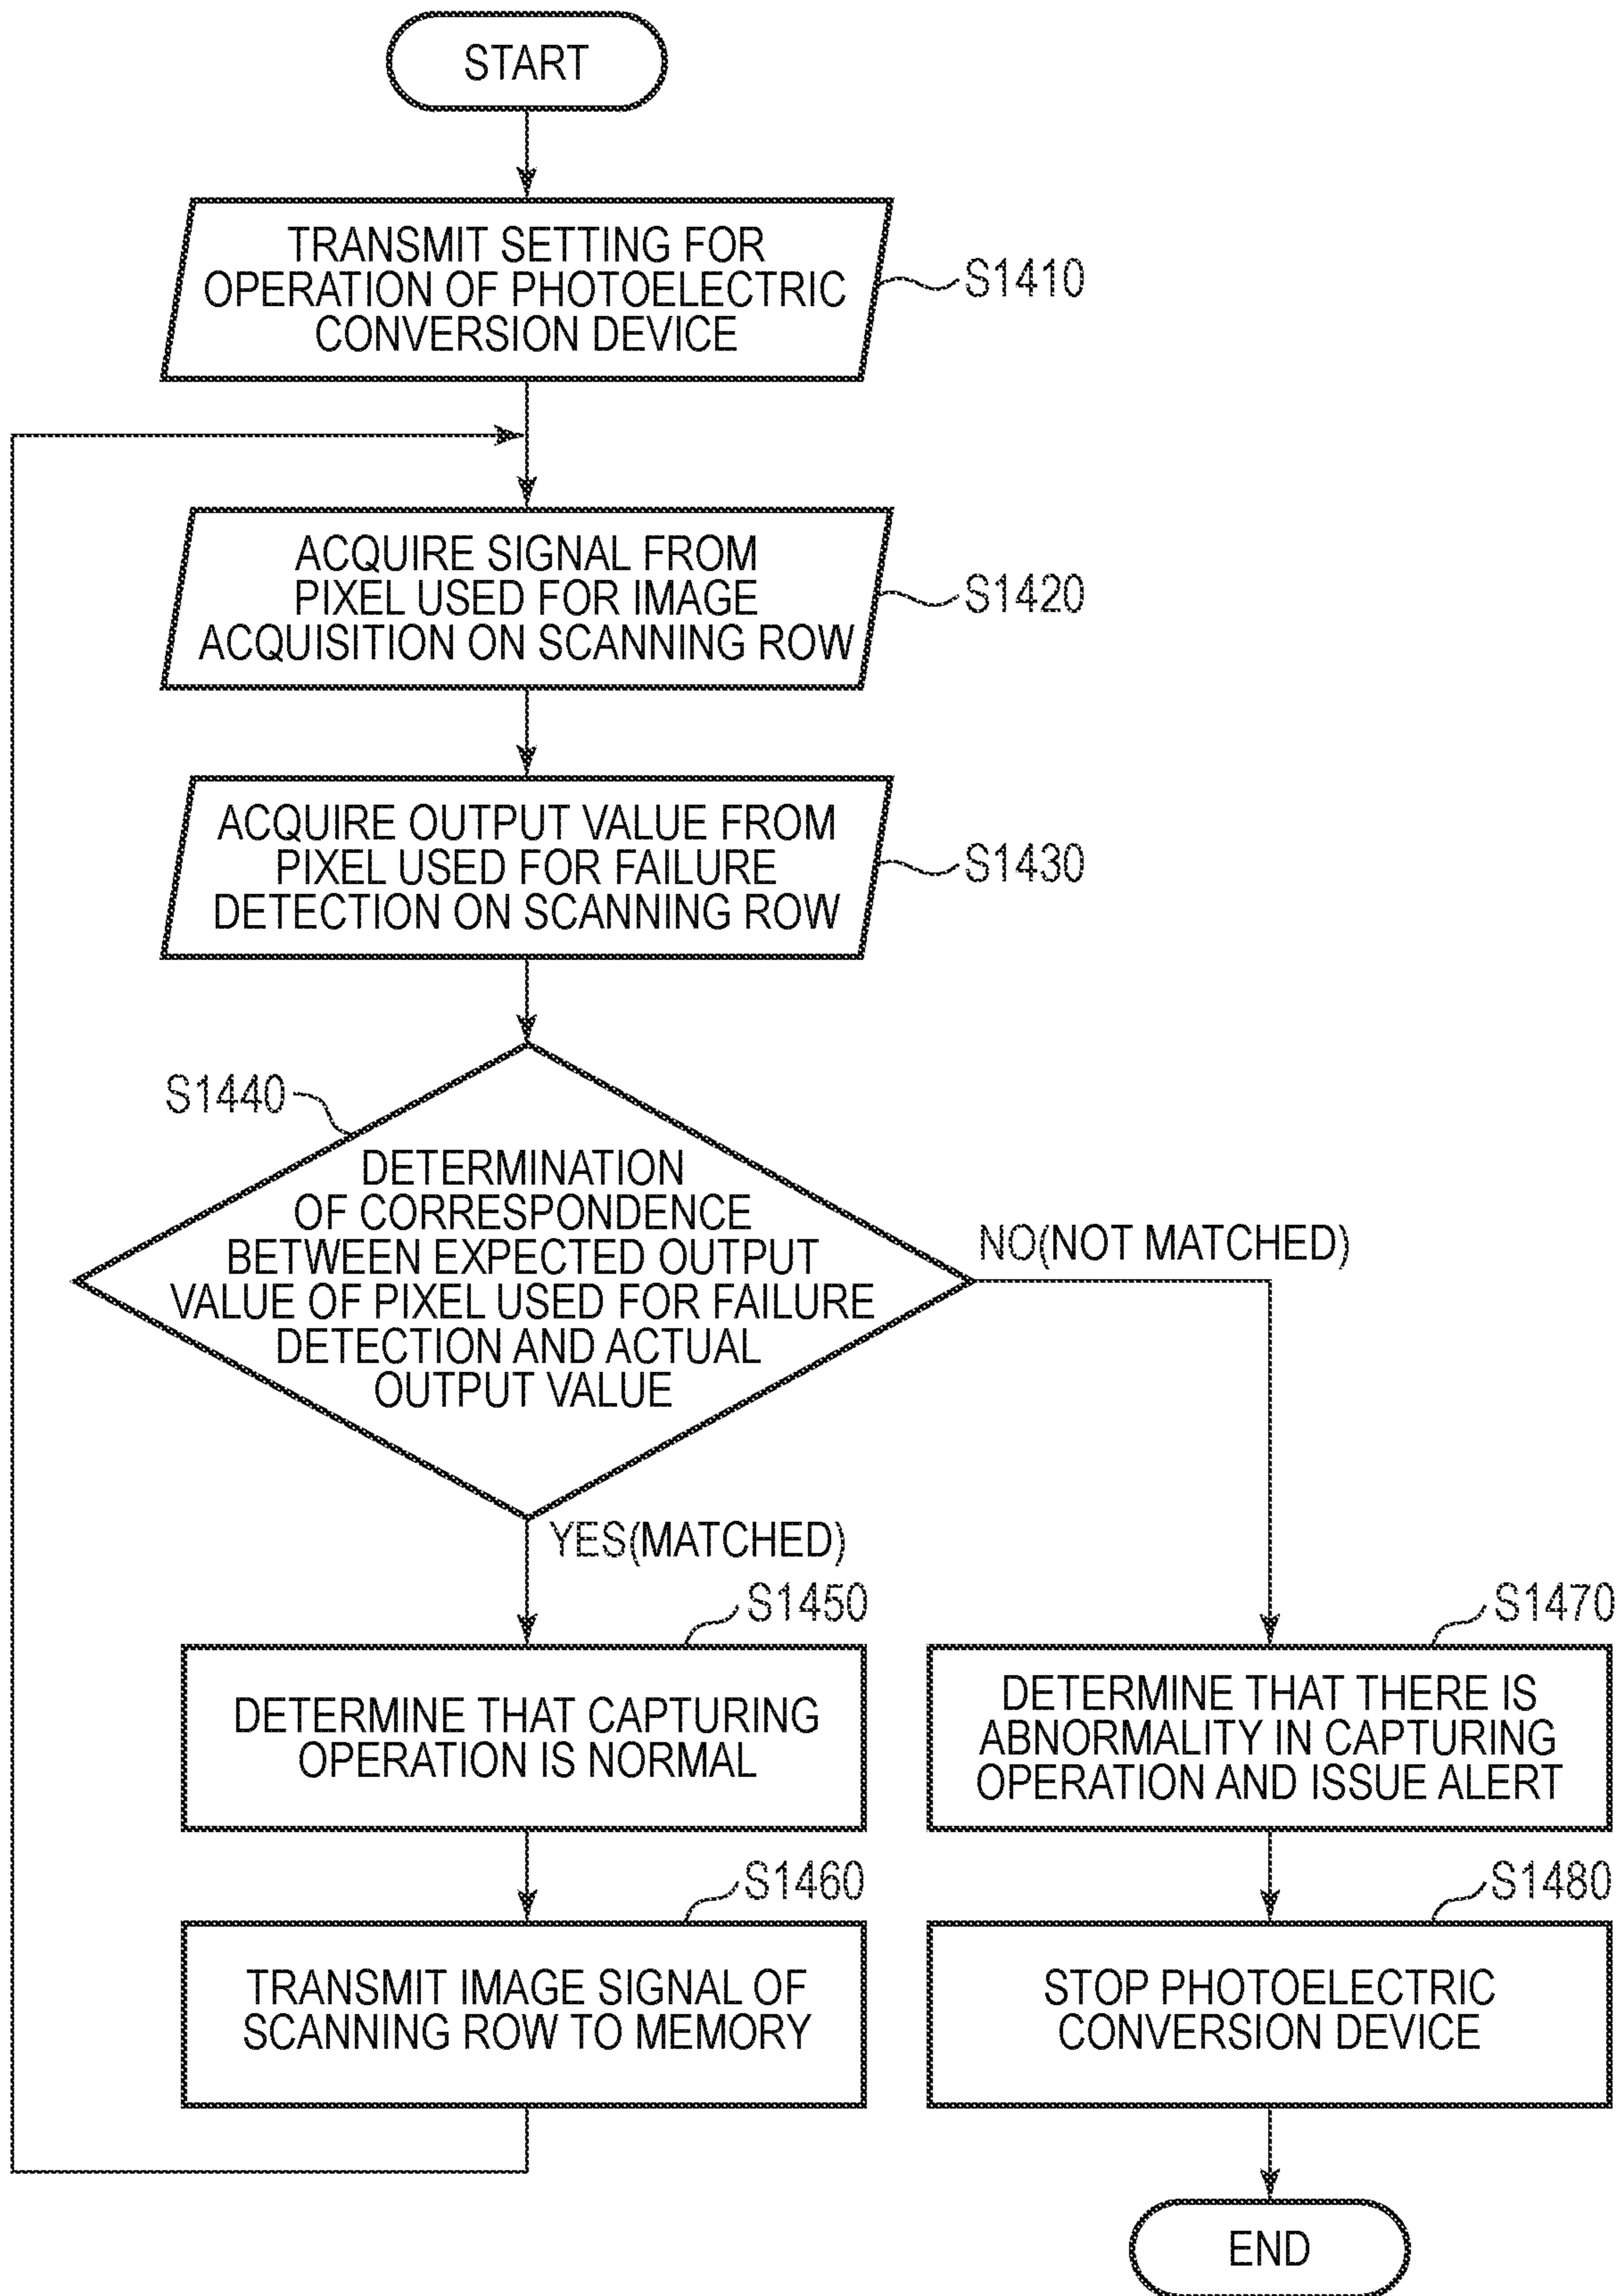 START
TRANSMIT SETTING FOR
OPERATION OF PHOTOELECTRIC
CONVERSION DEVICE
S1410
ACQUIRE SIGNAL FROM
PIXEL USED FOR IMAGE
ACQUISITION ON SCANNING ROW
S1420
ACQUIRE OUTPUT VALUE FROM
PIXEL USED FOR FAILURE
DETECTION ON SCANNING ROW
S1430
S1440
DETERMINATION
OF CORRESPONDENCE
BETWEEN EXPECTED OUTPUT
VALUE OF PIXEL USED FOR FAILURE
DETECTION AND ACTUAL
OUTPUT VALUE
NO(NOT MATCHED)
YES(MATCHED)
S1450
DETERMINE THAT CAPTURING
OPERATION IS NORMAL
S1470
DETERMINE THAT THERE IS
ABNORMALITY IN CAPTURING
OPERATION AND ISSUE ALERT
S1460
TRANSMIT IMAGE SIGNAL OF
SCANNING ROW TO MEMORY
S1480
STOP PHOTOELECTRIC
CONVERSION DEVICE
END